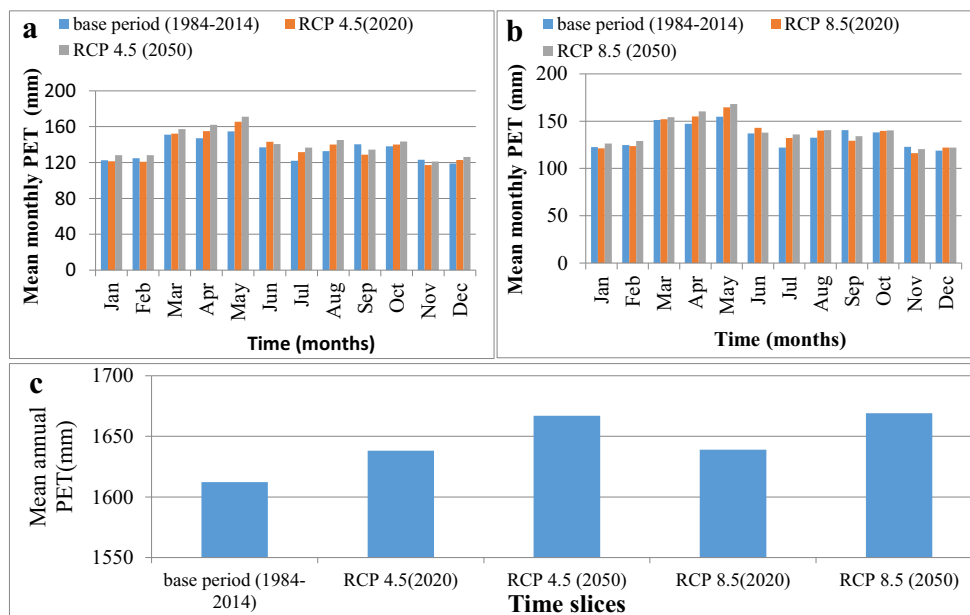 a
base period (1984-2014) RCP 4.5(2020)
RCP 4.5 (2050)
Mean monthly PET (mm)
200
160
120
80
40
0
Jan Feb Mar Apr May Jun Jul Aug Sep Oct Nov Dec
Time (months)
b
base period (1984-2014) RCP 8.5(2020)
RCP 8.5 (2050)
Mean monthly PET (mm)
200
150
100
50
0
Jan Feb Mar Apr May Jun Jul Aug Sep Oct Nov Dec
Time (months)
c
Mean annual
PET(mm)
1700
1650
1600
1550
base period (1984-
2014)
RCP 4.5(2020)
RCP 4.5 (2050)
RCP 8.5(2020)
RCP 8.5 (2050)
Time slices